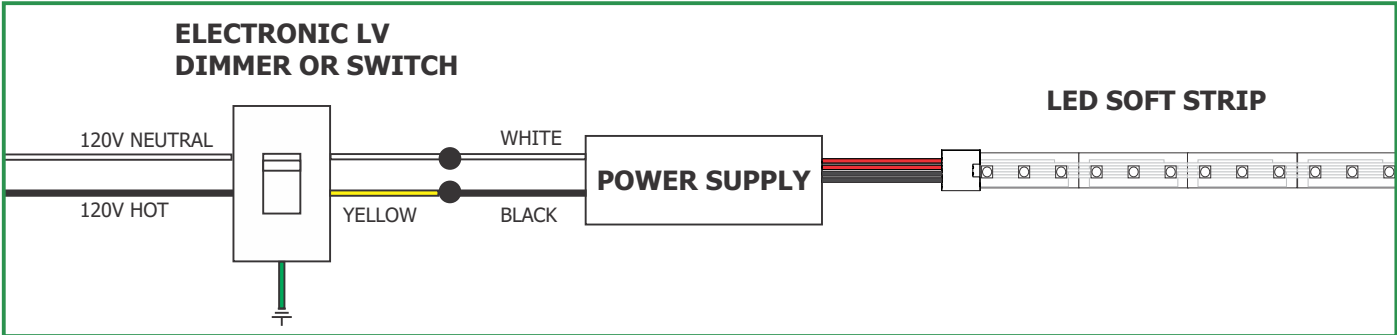 ELECTRONIC LV
DIMMER OR SWITCH
LED SOFT STRIP
120V NEUTRAL
WHITE
POWER SUPPLY
120V HOT
YELLOW
BLACK